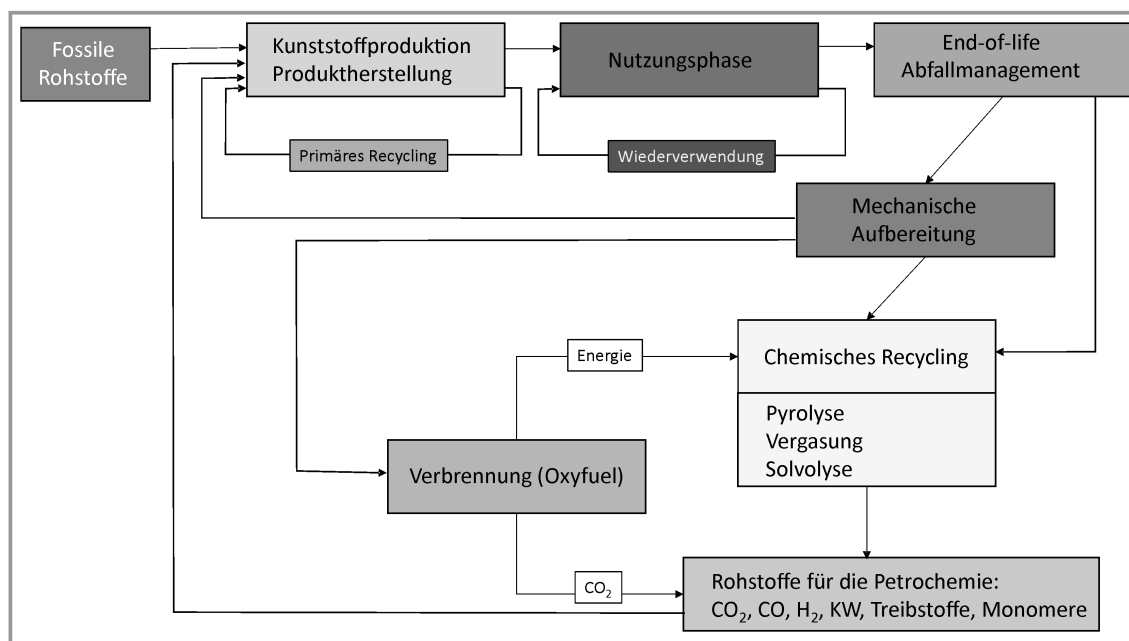 Fossile
Rohstoffe
Kunststoffproduktion
Produktherstellung
Nutzungsphase
End-of-life
Abfallmanagement
Primäres Recycling
Wiederverwendung
Mechanische
Aufbereitung
Energie
Chemisches Recycling
Pyrolyse
Vergasung
Solvolyse
Verbrennung (Oxyfuel)
CO₂
Rohstoffe für die Petrochemie:
CO₂, CO, H₂, KW, Treibstoffe, Monomere